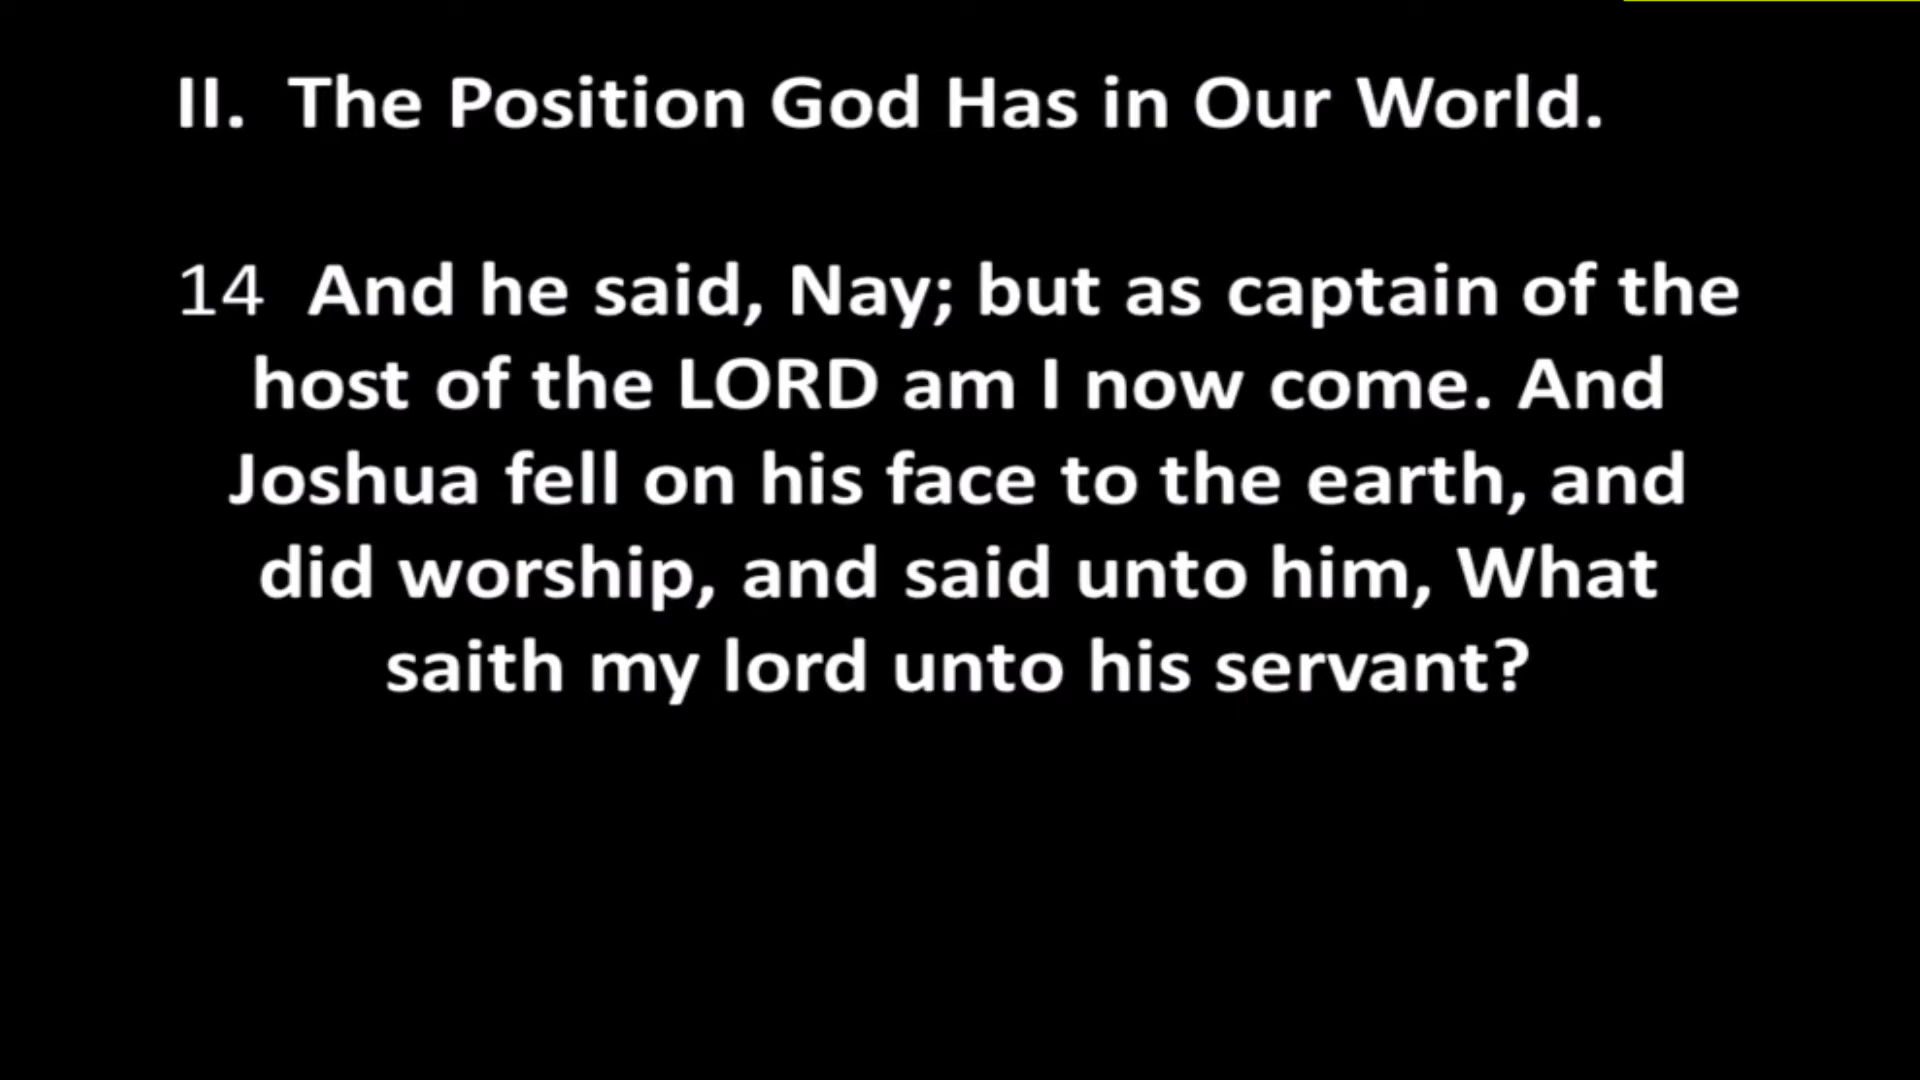 II. The Position God Has in Our World.
14 And he said, Nay; but as captain of the
host of the LORD am I now come. And
Joshua fell on his face to the earth, and
did worship, and said unto him, What
saith my lord unto his servant?